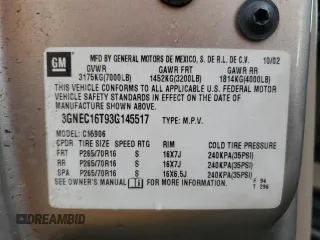 GM
MFD BY GENERAL MOTORS DE MEXICO, S. DE R.L. DE C.V. 10/02
GVWR GAWR FRT GAWR RR
3175KG(7000LB) 1452KG(3200LB) 1814KG(4000LB)
THIS VEHICLE CONFORMS TO ALL APPLICABLE U.S. FEDERAL MOTOR
VEHICLE SAFETY STANDARDS IN EFFECT ON THE DATE OF
MANUFACTURE SHOWN ABOVE.
3GNEC16T93G145517 TYPE: M.P.V.
MODEL: C15906
TIRE SIZE SPEED RTG RIM COLD TIRE PRESSURE
FRT P265/70R16 S 16X7J 240KPA(35PSI)
RR P265/70R16 S 16X7J 240KPA(35PSI)
SPA P265/70R16 S 16X6.5J 240KPA(35PSI)
SEE OWNER'S MANUAL FOR MORE INFORMATION
F 94
T 296
DREAMBID